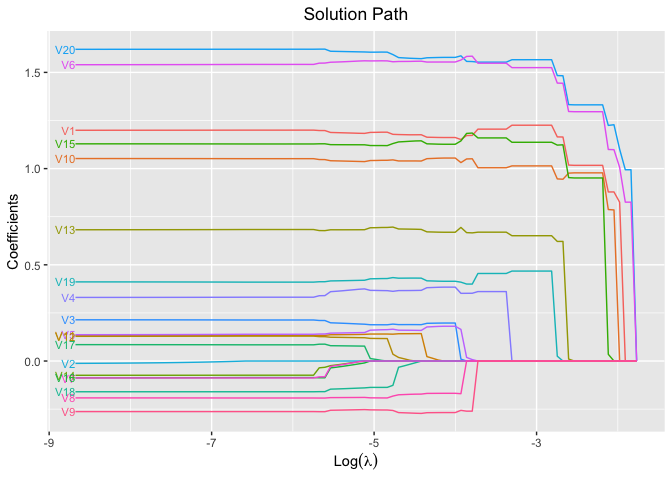 Solution Path
Coefficients
1.5
1.0
0.5
0.0
V20
V6
V1
V15
V10
V13
V19
V4
V3
V17
V2
V18
V8
V9
-9
-7
-5
-3
Log(λ)